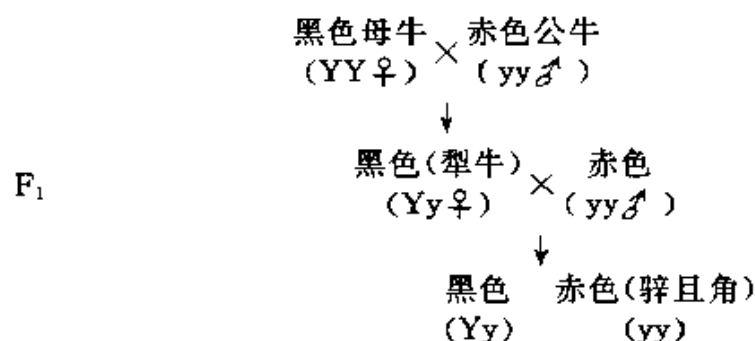 黑色母牛 × 赤色公牛
(YY♀) (yy♂)
↓
黑色(犁牛) × 赤色
F₁ (Yy♀) (yy♂)
↓
黑色 赤色(骍且角)
(Yy) (yy)